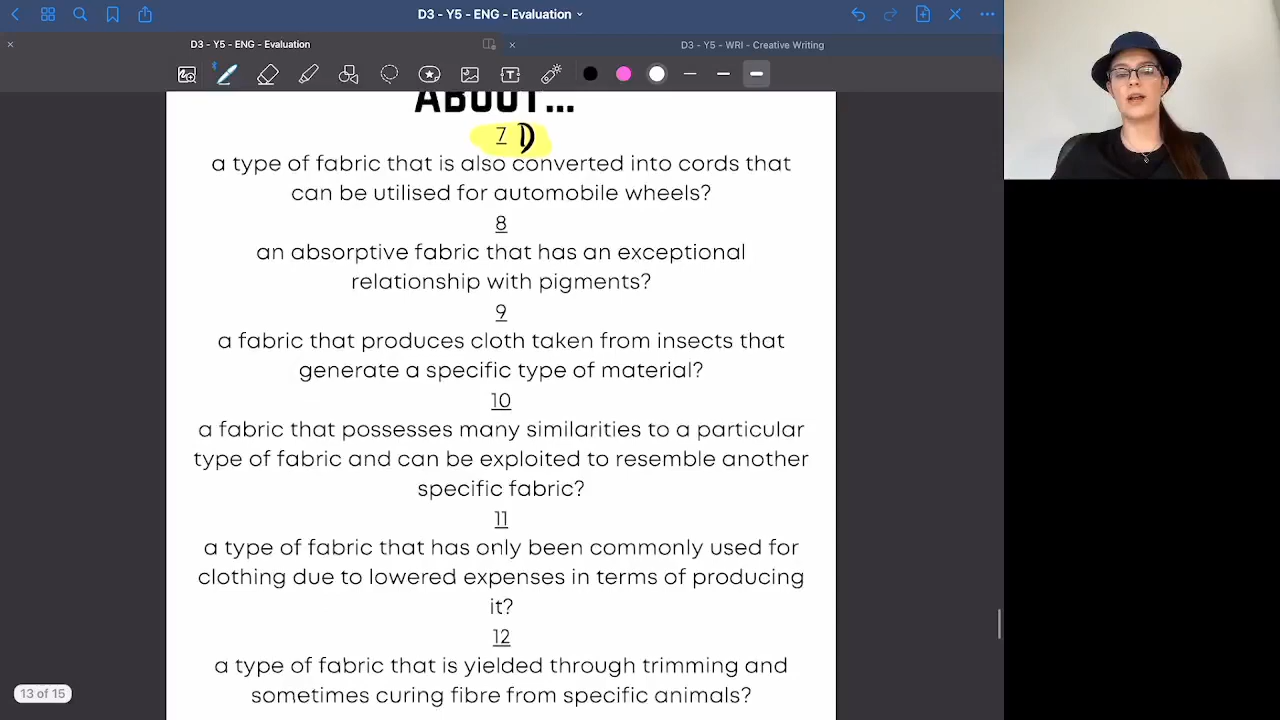 D3 - Y5 - ENG - Evaluation
D3 - Y5 - ENG - Evaluation
D3 - Y5 - WRI - Creative Writing
ABOUT...
7 D
a type of fabric that is also converted into cords that
can be utilised for automobile wheels?
8
an absorptive fabric that has an exceptional
relationship with pigments?
9
a fabric that produces cloth taken from insects that
generate a specific type of material?
10
a fabric that possesses many similarities to a particular
type of fabric and can be exploited to resemble another
specific fabric?
11
a type of fabric that has only been commonly used for
clothing due to lowered expenses in terms of producing
it?
12
a type of fabric that is yielded through trimming and
sometimes curing fibre from specific animals?
13 of 15